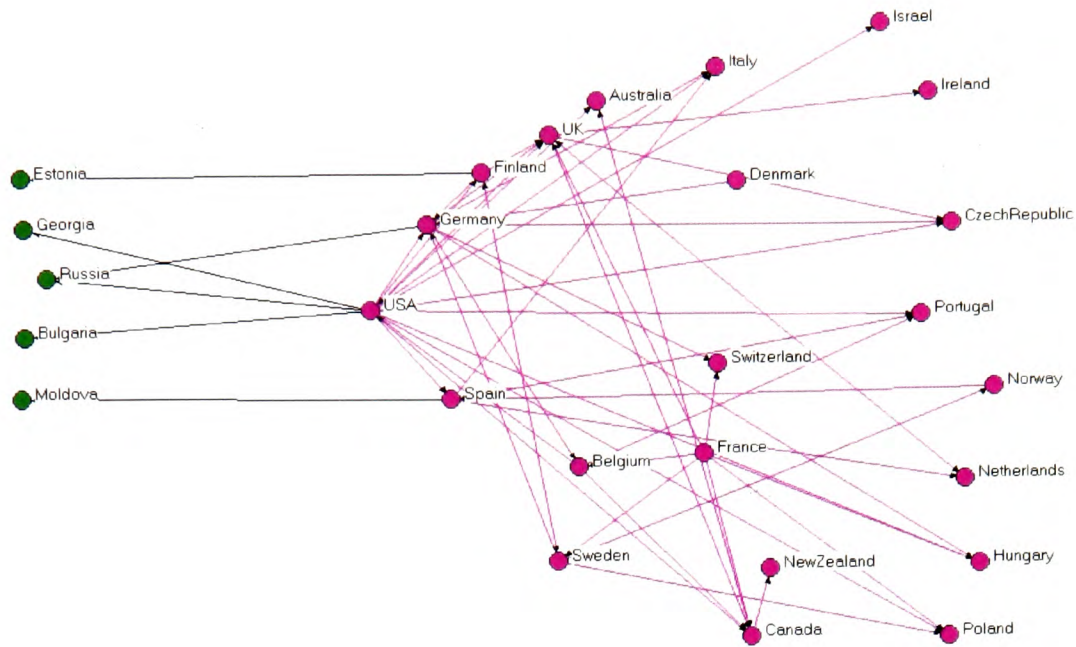 Israel
Italy
Ireland
Australia
UK
Estonia
Finland
Denmark
Georgia
Germany
CzechRepublic
Russia
USA
Portugal
Bulgaria
Switzerland
Moldova
Spain
Norway
Belgium
France
Netherlands
Sweden
NewZealand
Hungary
Canada
Poland